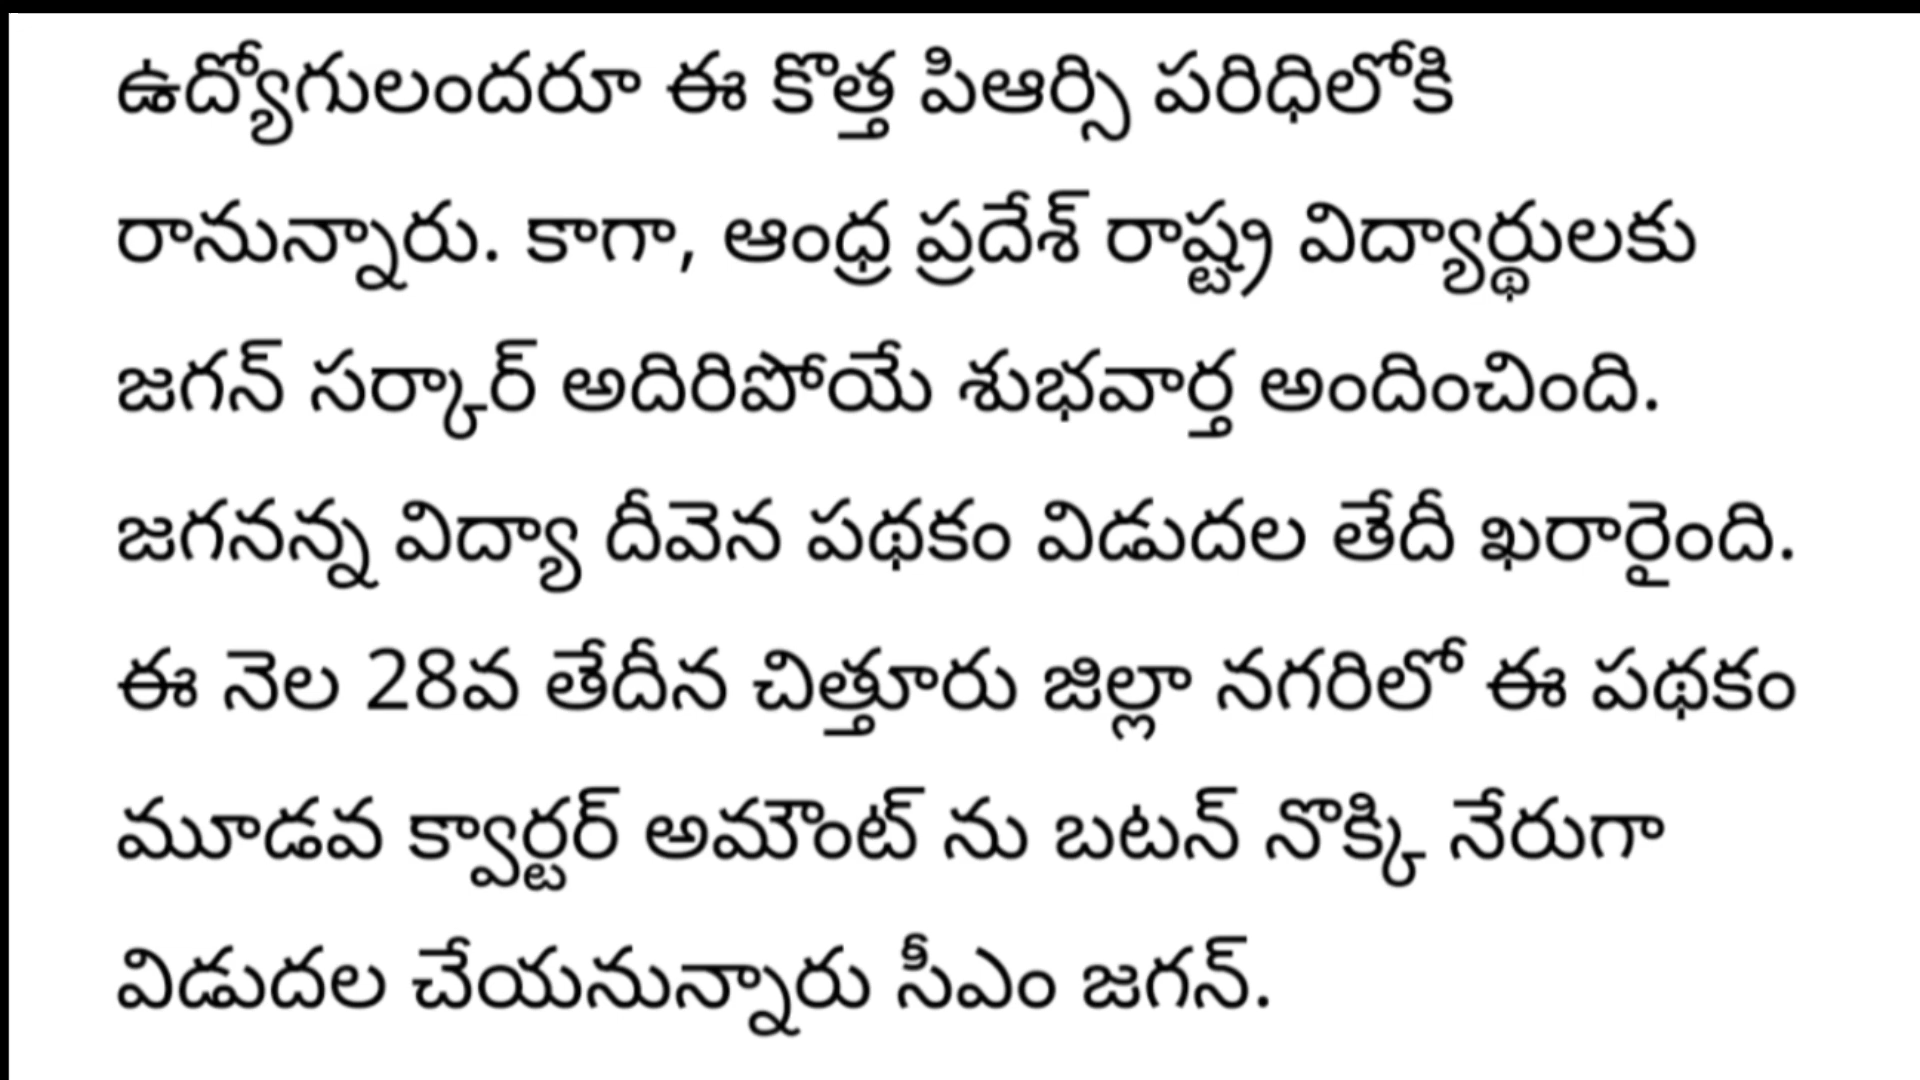 ఉద్యోగులందరూ ఈ కొత్త పిఆర్సి పరిధిలోకి
రానున్నారు. కాగా, ఆంధ్ర ప్రదేశ్ రాష్ట్ర విద్యార్థులకు
జగన్ సర్కార్ అదిరిపోయే శుభవార్త అందించింది.
జగనన్న విద్యా దీవెన పథకం విడుదల తేదీ ఖరారైంది.
ఈ నెల 28వ తేదీన చిత్తూరు జిల్లా నగరిలో ఈ పథకం
మూడవ క్వార్టర్ అమౌంట్ ను బటన్ నొక్కి నేరుగా
విడుదల చేయనున్నారు సీఎం జగన్.